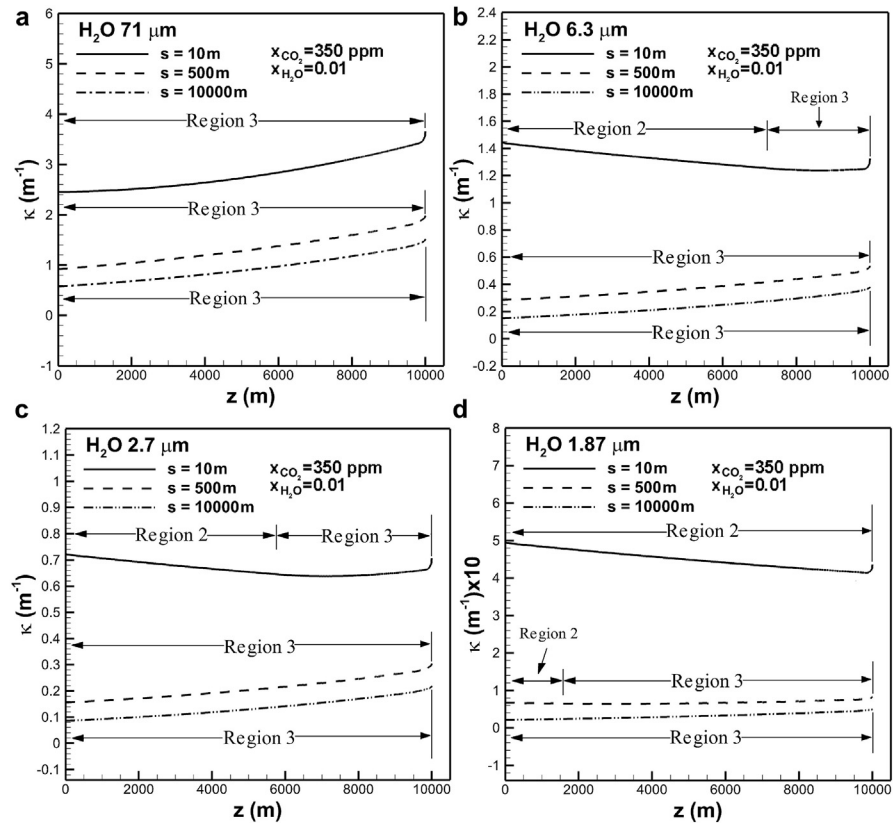 a
H₂O 71 μm
s = 10m
s = 500m
s = 10000m
x_CO₂=350 ppm
x_H₂O=0.01
Region 3
Region 3
Region 3
6
5
4
3
2
1
0
-1
κ (m⁻¹)
0 2000 4000 6000 8000 10000
z (m)
b
H₂O 6.3 μm
s = 10m
s = 500m
s = 10000m
x_CO₂=350 ppm
x_H₂O=0.01
Region 3
Region 2
Region 3
Region 3
2.4
2.2
2
1.8
1.6
1.4
1.2
1
0.8
0.6
0.4
0.2
0
-0.2
κ (m⁻¹)
0 2000 4000 6000 8000 10000
z (m)
c
H₂O 2.7 μm
s = 10m
s = 500m
s = 10000m
x_CO₂=350 ppm
x_H₂O=0.01
Region 2 Region 3
Region 3
Region 3
1.2
1.1
1
0.9
0.8
0.7
0.6
0.5
0.4
0.3
0.2
0.1
0
-0.1
κ (m⁻¹)
0 2000 4000 6000 8000 10000
z (m)
d
H₂O 1.87 μm
s = 10m
s = 500m
s = 10000m
x_CO₂=350 ppm
x_H₂O=0.01
Region 2
Region 2
Region 3
Region 3
8
7
6
5
4
3
2
1
0
-1
κ (m⁻¹)x10
0 2000 4000 6000 8000 10000
z (m)